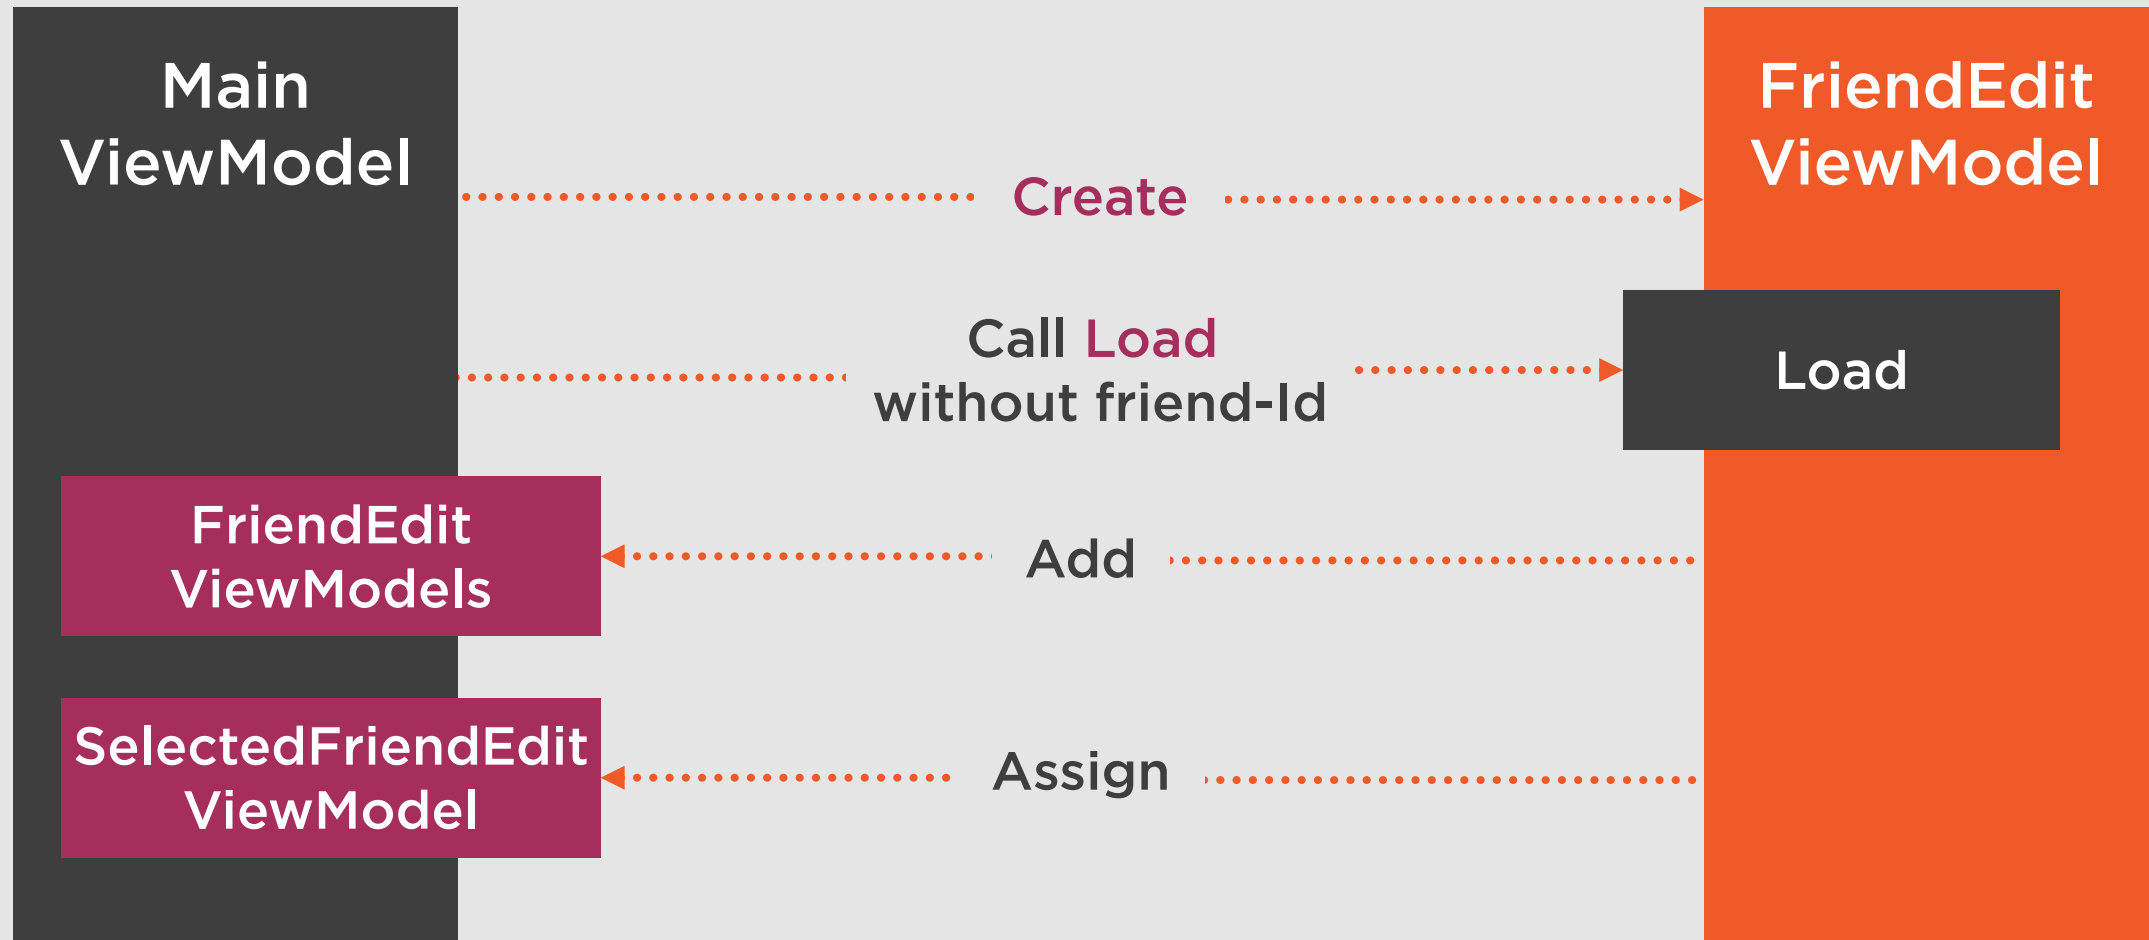 Main
ViewModel
FriendEdit
ViewModel
Create
Call Load
without friend-Id
Load
FriendEdit
ViewModels
Add
SelectedFriendEdit
ViewModel
Assign